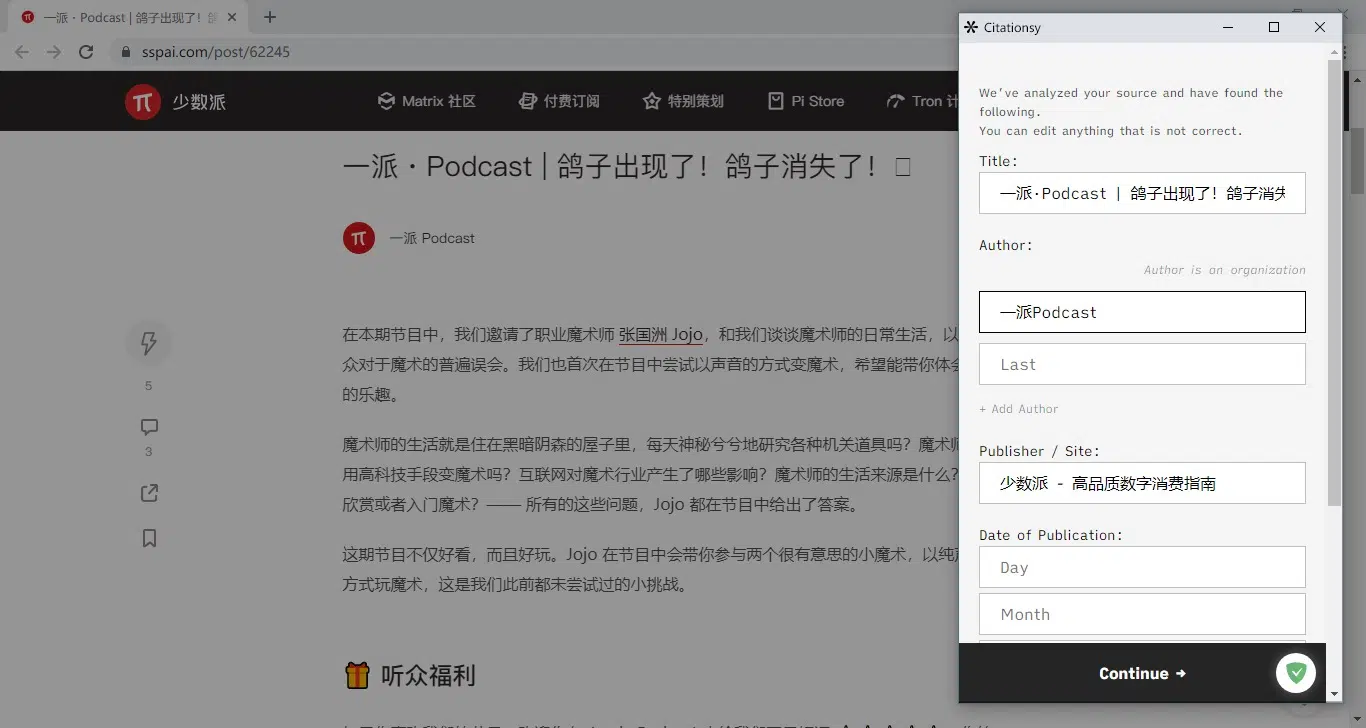 一派 · Podcast | 鸽子出现了！
sspai.com/post/62245
少数派
Matrix 社区
付费订阅
特别策划
Pi Store
Tron 计
一派 · Podcast | 鸽子出现了！鸽子消失了！
一派 Podcast
在本期节目中，我们邀请了职业魔术师 张国洲 Jojo，和我们谈谈魔术师的日常生活，以
众对于魔术的普遍误会。我们也首次在节目中尝试以声音的方式变魔术，希望能带你体会
的乐趣。
魔术师的生活就是住在黑暗阴森的屋子里，每天神秘兮兮地研究各种机关道具吗？魔术师
用高科技手段变魔术吗？互联网对魔术行业产生了哪些影响？魔术师的生活来源是什么？
欣赏或者入门魔术？—— 所有的这些问题，Jojo 都在节目中给出了答案。
这期节目不仅好看，而且好玩。Jojo 在节目中会带你参与两个很有意思的小魔术，以纯声
方式玩魔术，这是我们此前都未尝试过的小挑战。
听众福利
5
3
Citationsy
We’ve analyzed your source and have found the
following.
You can edit anything that is not correct.
Title:
一派·Podcast | 鸽子出现了！鸽子消失
Author:
Author is an organization
一派Podcast
Last
+ Add Author
Publisher / Site:
少数派 - 高品质数字消费指南
Date of Publication:
Day
Month
Continue →